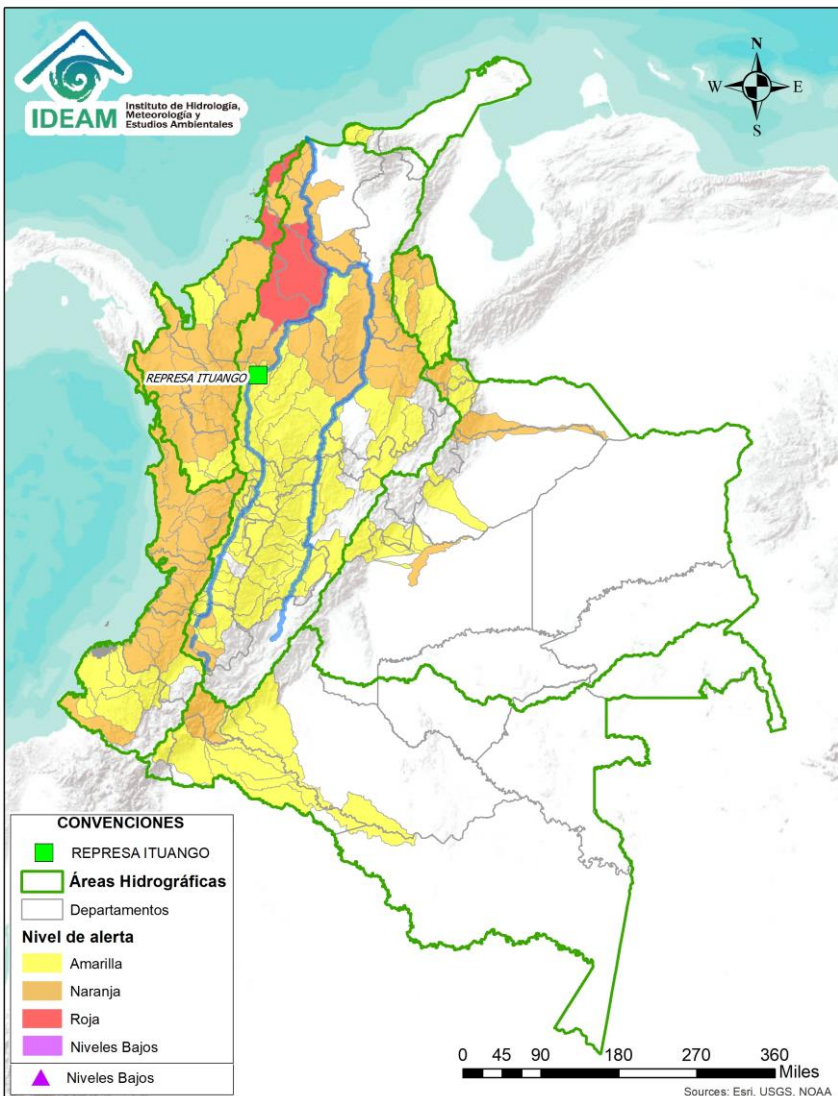 IDEAM
Instituto de Hidrología,
Meteorología y
Estudios Ambientales
N
W
E
S
REPRESA ITUANGO
CONVENCIONES
REPRESA ITUANGO
Áreas Hidrográficas
Departamentos
Nivel de alerta
Amarilla
Naranja
Roja
Niveles Bajos
Niveles Bajos
0 45 90 180 270 360
Miles
Sources: Esri, USGS, NOAA